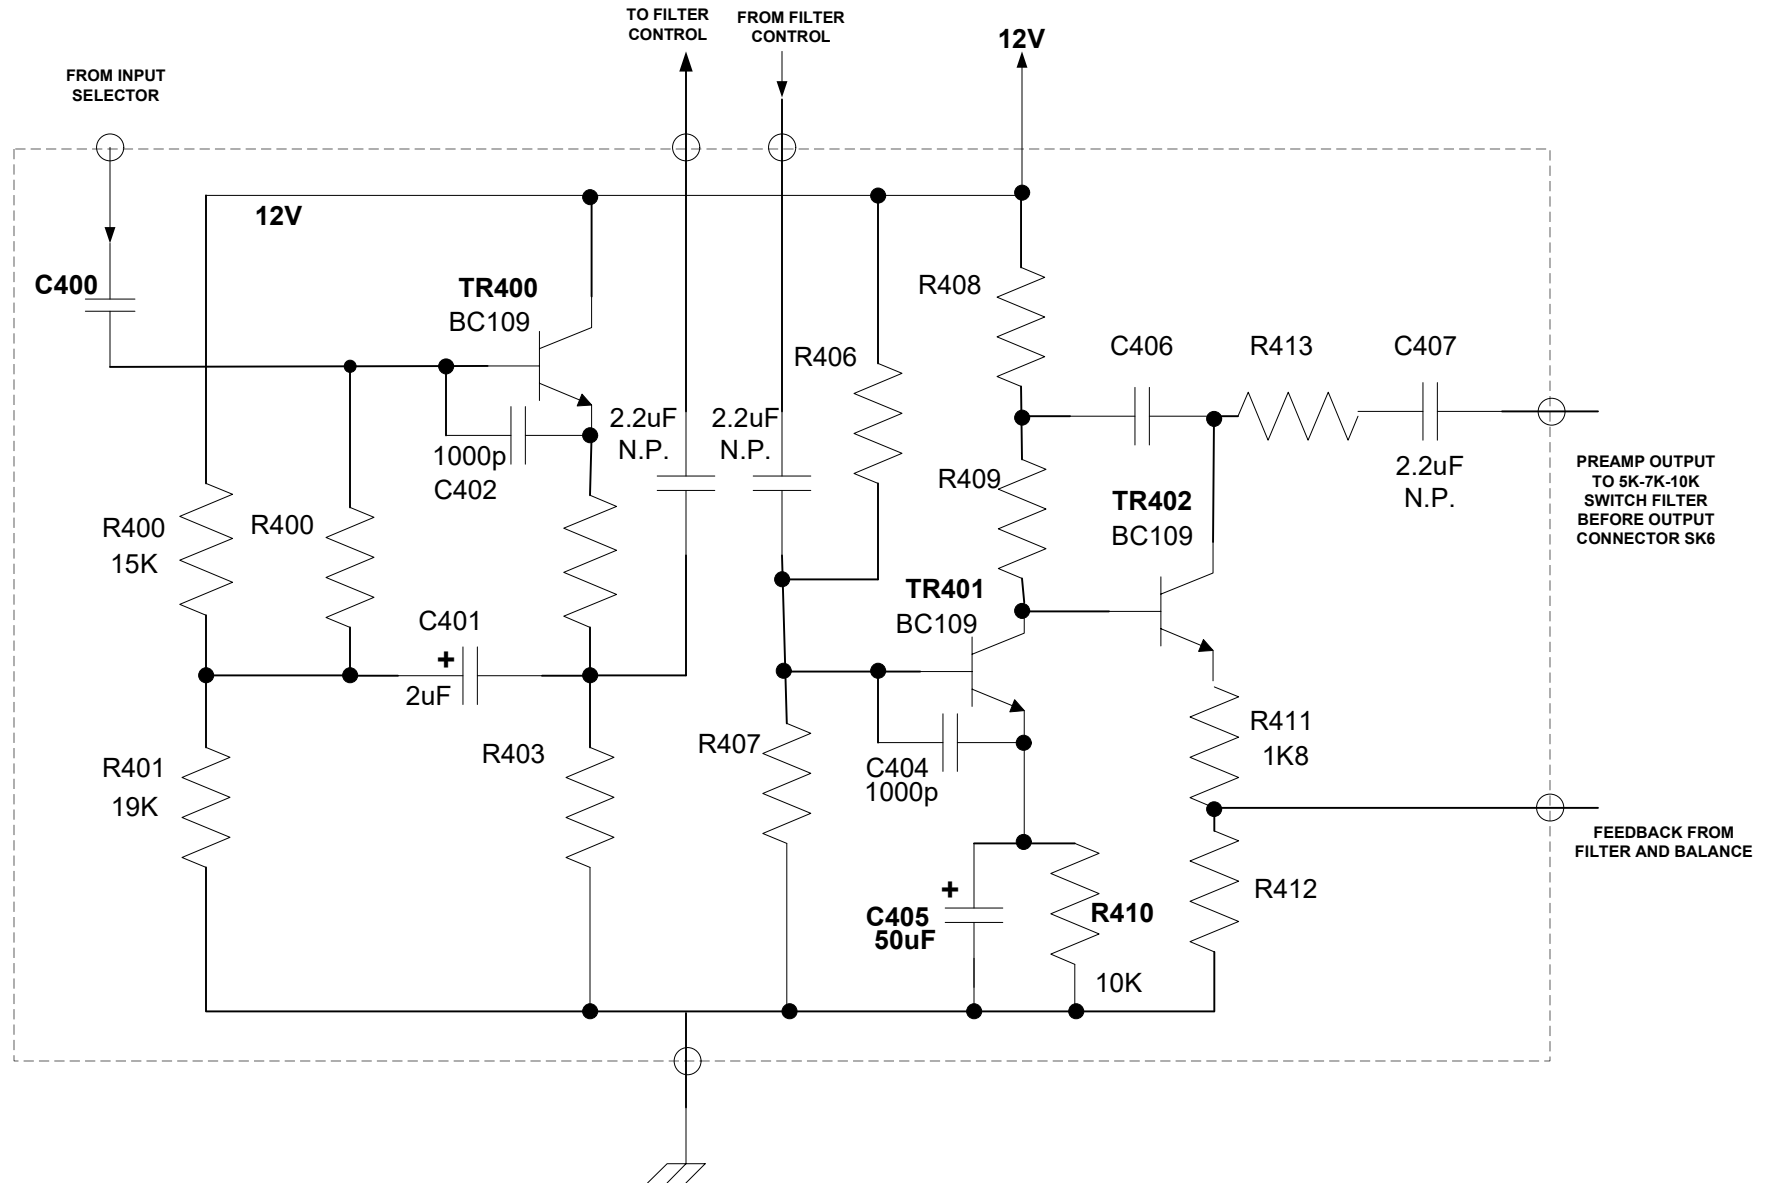 TO FILTER
CONTROL
FROM FILTER
CONTROL
12V
FROM INPUT
SELECTOR
12V
C400
TR400
BC109
R408
R406
C406
R413
C407
2.2uF
N.P.
2.2uF
N.P.
1000p
C402
R409
2.2uF
N.P.
PREAMP OUTPUT
TO 5K-7K-10K
SWITCH FILTER
BEFORE OUTPUT
CONNECTOR SK6
TR402
BC109
R400
15K
R400
TR401
BC109
C401
+
2uF
R411
1K8
R403
R407
R401
19K
C404
1000p
FEEDBACK FROM
FILTER AND BALANCE
+
C405
50uF
R410
10K
R412